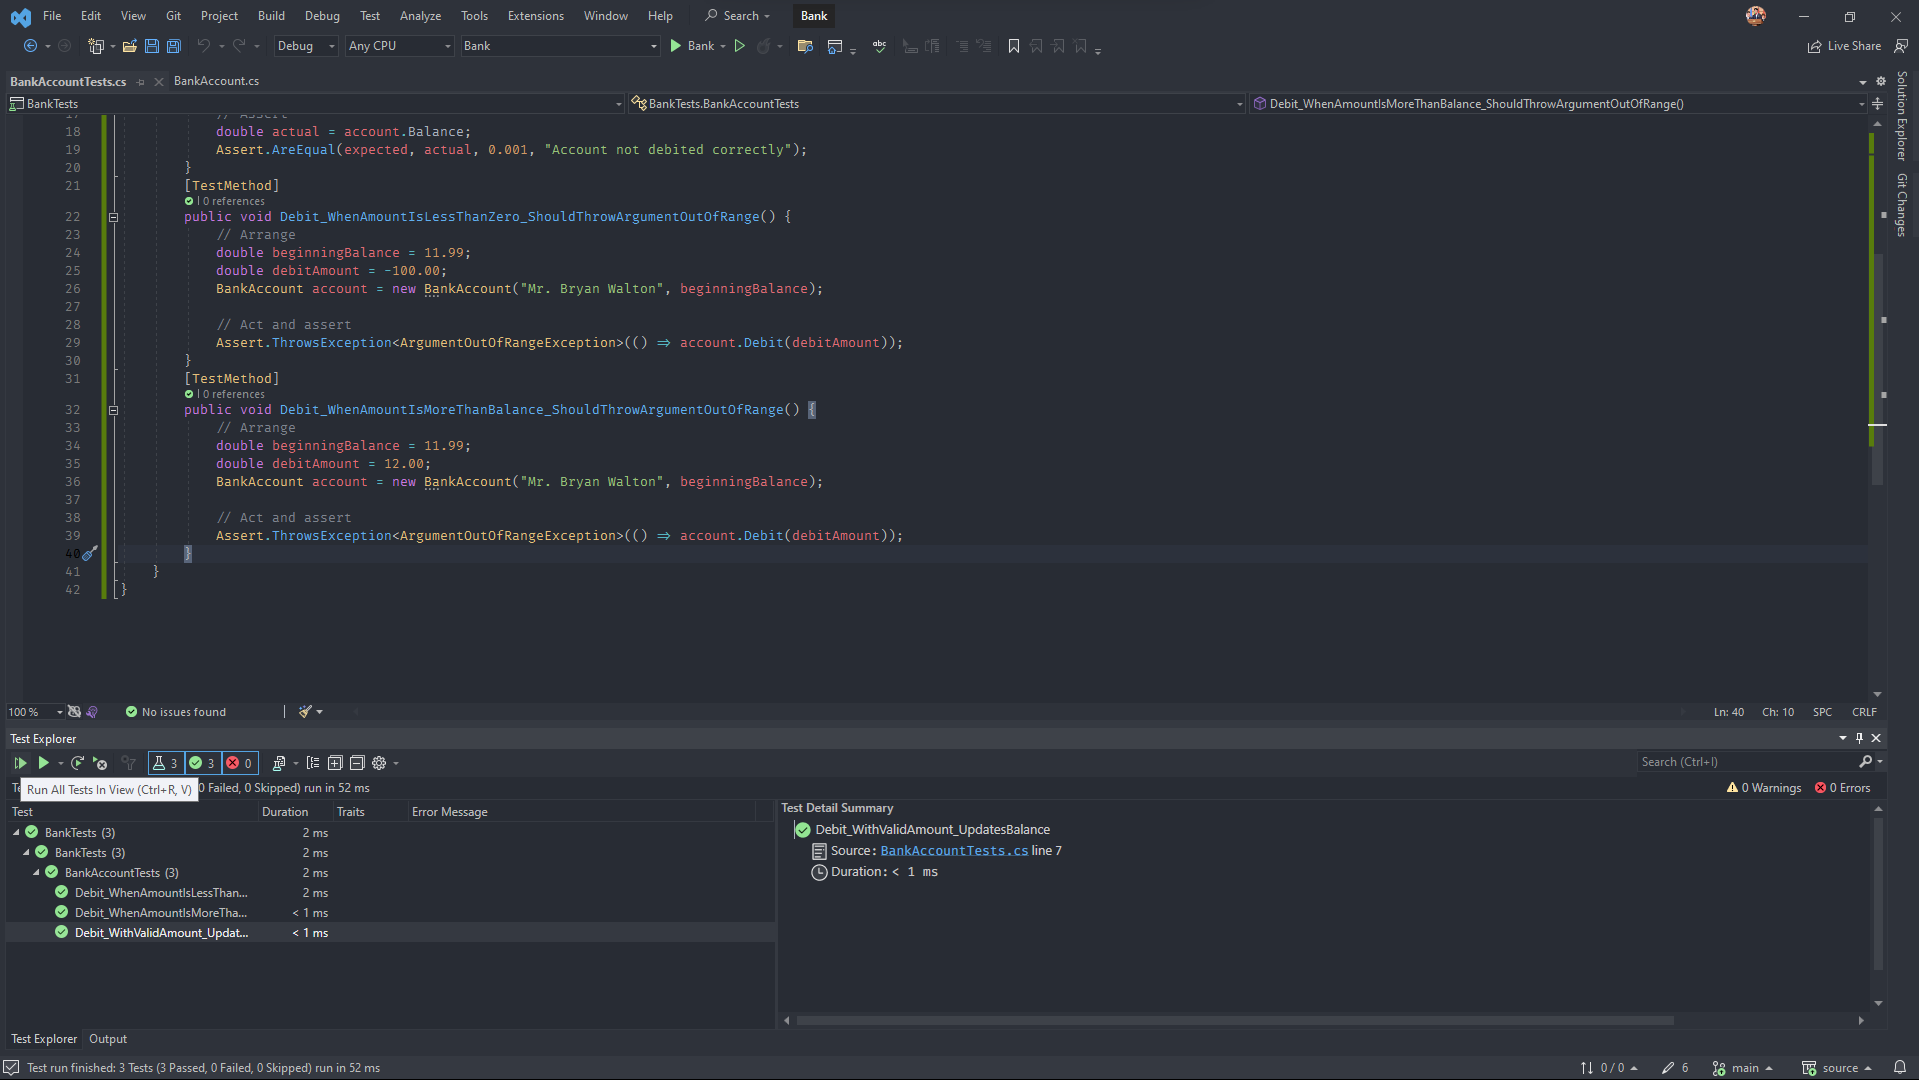 File Edit View Git Project Build Debug Test Analyze Tools Extensions Window Help Search Bank
Debug Any CPU Bank Bank Live Share
BankAccountTests.cs BankAccount.cs
BankTests BankTests.BankAccountTests Debit_WhenAmountIsMoreThanBalance_ShouldThrowArgumentOutOfRange()
17 // Assert
18 double actual = account.Balance;
19 Assert.AreEqual(expected, actual, 0.001, "Account not debited correctly");
20 }
21 [TestMethod]
| 0 references
22 public void Debit_WhenAmountIsLessThanZero_ShouldThrowArgumentOutOfRange() {
23 // Arrange
24 double beginningBalance = 11.99;
25 double debitAmount = -100.00;
26 BankAccount account = new BankAccount("Mr. Bryan Walton", beginningBalance);
27
28 // Act and assert
29 Assert.ThrowsException<ArgumentOutOfRangeException>(() => account.Debit(debitAmount));
30 }
31 [TestMethod]
| 0 references
32 public void Debit_WhenAmountIsMoreThanBalance_ShouldThrowArgumentOutOfRange() {
33 // Arrange
34 double beginningBalance = 11.99;
35 double debitAmount = 12.00;
36 BankAccount account = new BankAccount("Mr. Bryan Walton", beginningBalance);
37
38 // Act and assert
39 Assert.ThrowsException<ArgumentOutOfRangeException>(() => account.Debit(debitAmount));
40 }
41 }
42 }
Solution Explorer
Git Changes
100 % No issues found Ln: 40 Ch: 10 SPC CRLF
Test Explorer
3 3 0 Search (Ctrl+I)
Run All Tests In View (Ctrl+R, V) 0 Failed, 0 Skipped) run in 52 ms 0 Warnings 0 Errors
Test Duration Traits Error Message
BankTests (3) 2 ms
BankTests (3) 2 ms
BankAccountTests (3) 2 ms
Debit_WhenAmountIsLessThan... 2 ms
Debit_WhenAmountIsMoreTha... < 1 ms
Debit_WithValidAmount_Updat... < 1 ms
Test Detail Summary
Debit_WithValidAmount_UpdatesBalance
Source: BankAccountTests.cs line 7
Duration: < 1 ms
Test Explorer Output
Test run finished: 3 Tests (3 Passed, 0 Failed, 0 Skipped) run in 52 ms 0 / 0 6 main source